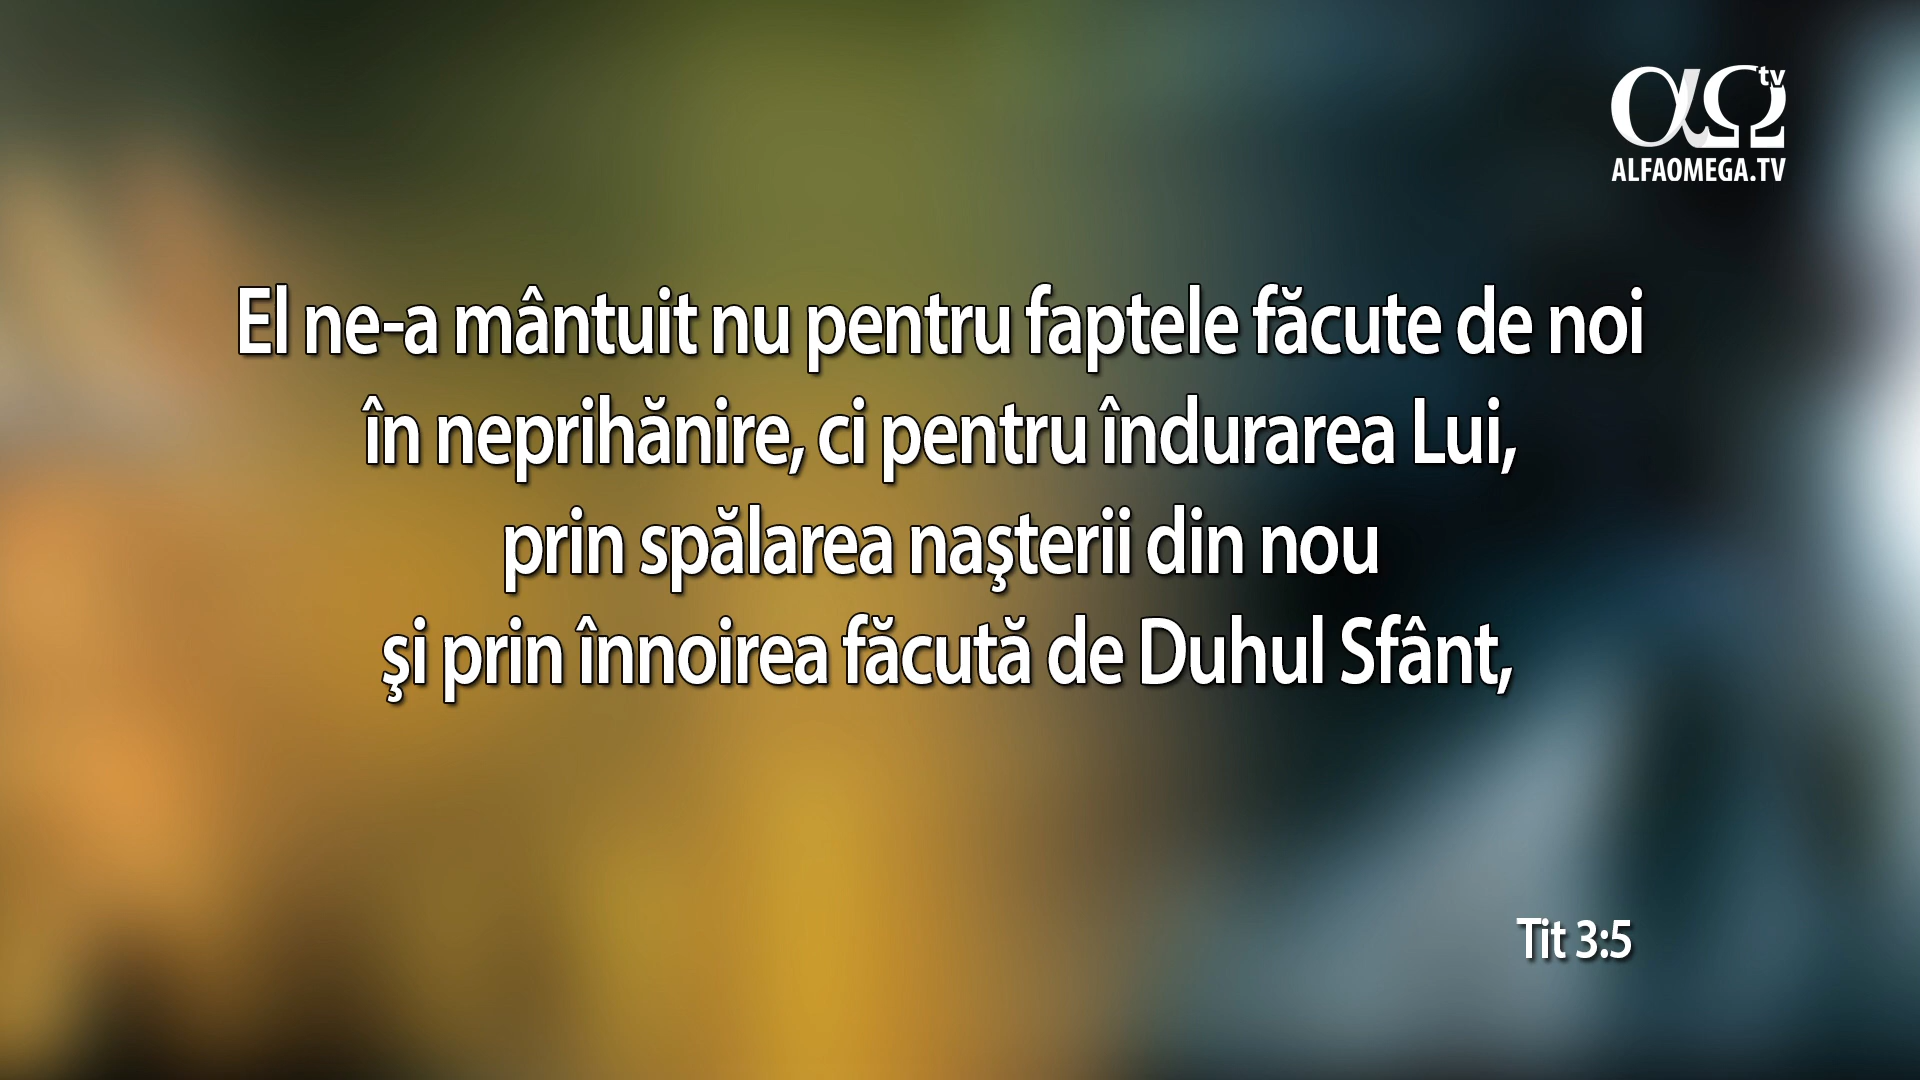 αΩ tv
ALFAOMEGA.TV
El ne-a mântuit nu pentru faptele făcute de noi
în neprihănire, ci pentru îndurarea Lui,
prin spălarea naşterii din nou
şi prin înnoirea făcută de Duhul Sfânt,
Tit 3:5